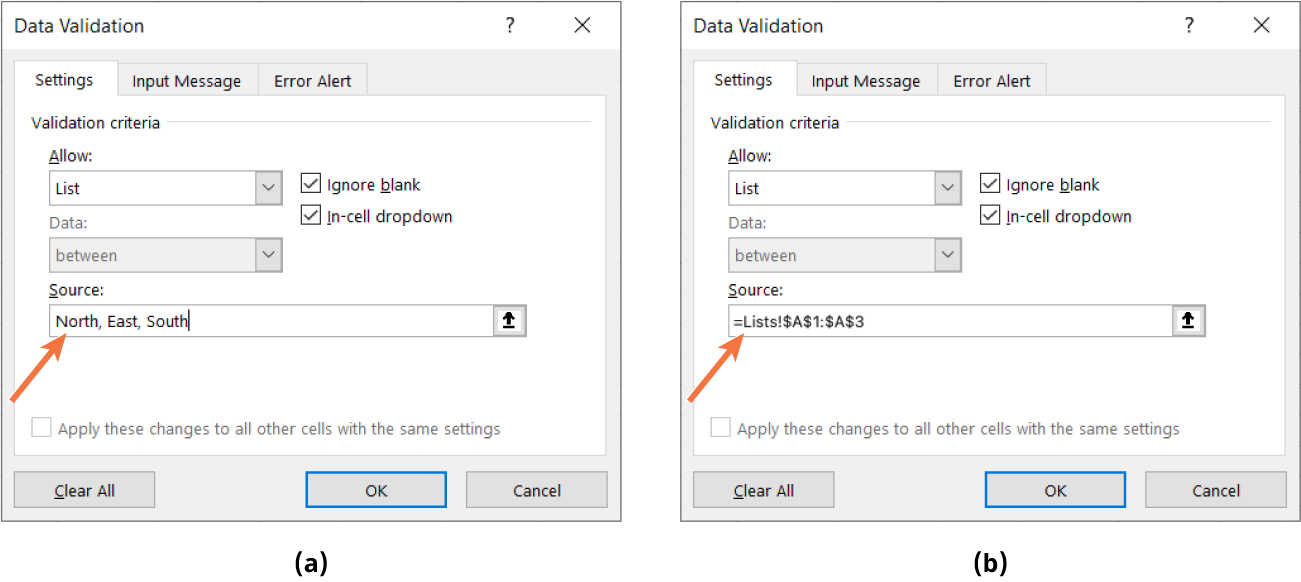 Data Validation ?
Settings Input Message Error Alert
Validation criteria
Allow:
List
Ignore blank
In-cell dropdown
Data:
between
Source:
North, East, South
Apply these changes to all other cells with the same settings
Clear All OK Cancel
(a)
Data Validation ?
Settings Input Message Error Alert
Validation criteria
Allow:
List
Ignore blank
In-cell dropdown
Data:
between
Source:
=Lists!$A$1:$A$3
Apply these changes to all other cells with the same settings
Clear All OK Cancel
(b)